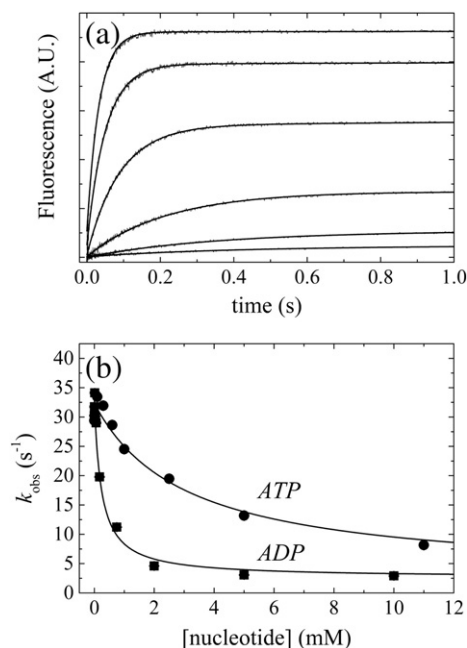 (a)
Fluorescence (A.U.)
0.0 0.2 0.4 0.6 0.8 1.0
time (s)
(b)
40
35
30
25
20
15
10
5
0
k_obs (s⁻¹)
ATP
ADP
0 2 4 6 8 10 12
[nucleotide] (mM)